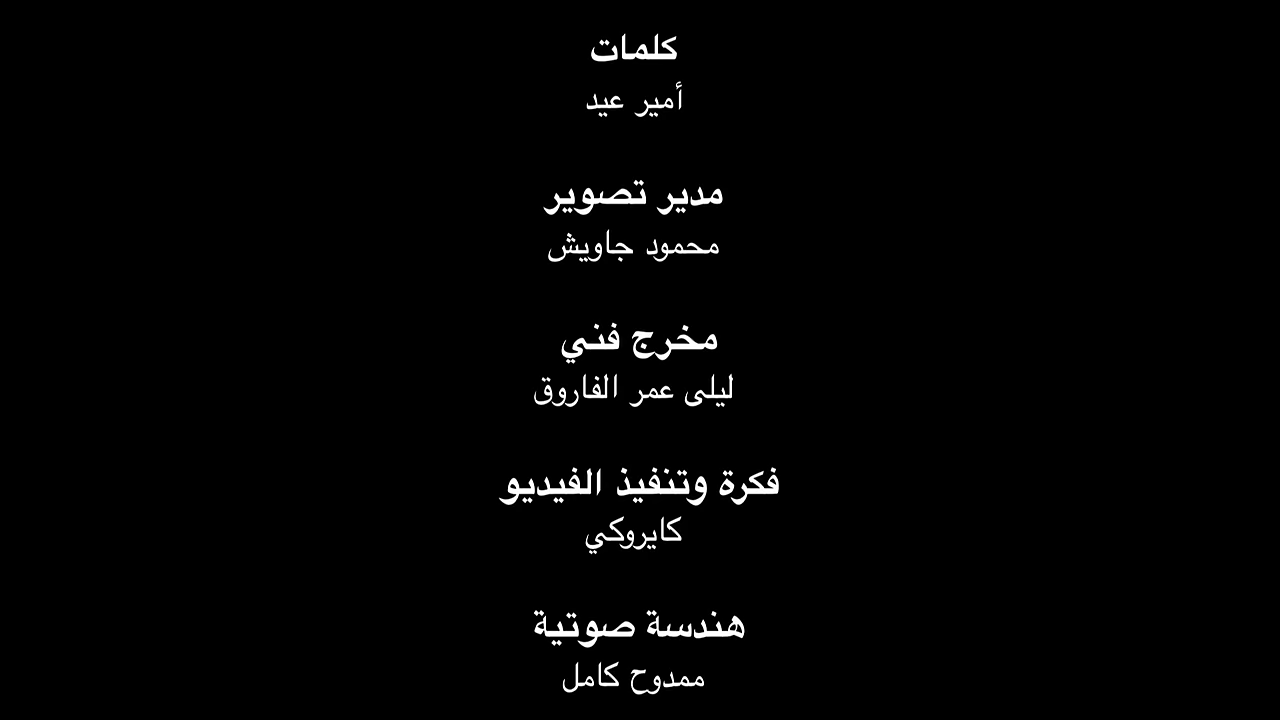 كلمات
أمير عيد
مدير تصوير
محمود جاويش
مخرج فني
ليلى عمر الفاروق
فكرة وتنفيذ الفيديو
كايروكي
هندسة صوتية
ممدوح كامل